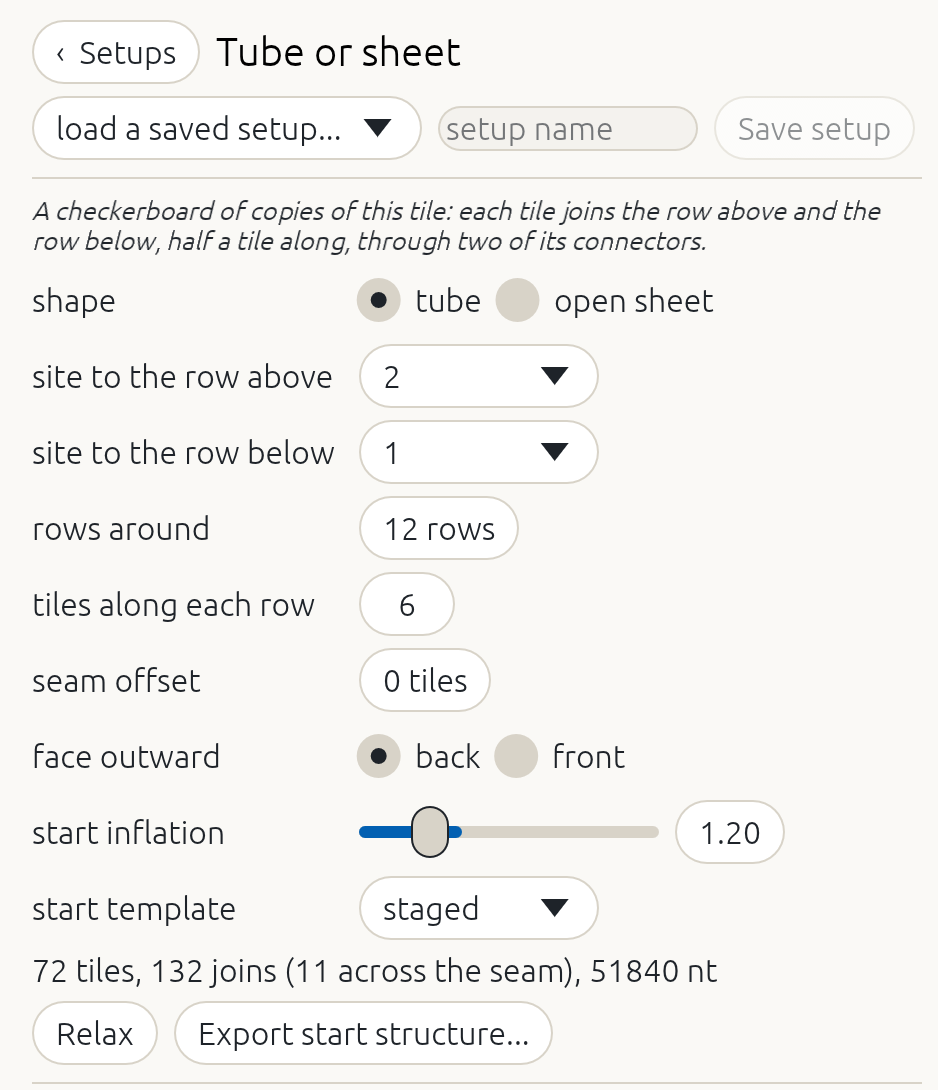 ‹ Setups Tube or sheet
load a saved setup... setup name Save setup
A checkerboard of copies of this tile: each tile joins the row above and the
row below, half a tile along, through two of its connectors.
shape tube open sheet
site to the row above 2
site to the row below 1
rows around 12 rows
tiles along each row 6
seam offset 0 tiles
face outward back front
start inflation 1.20
start template staged
72 tiles, 132 joins (11 across the seam), 51840 nt
Relax Export start structure...